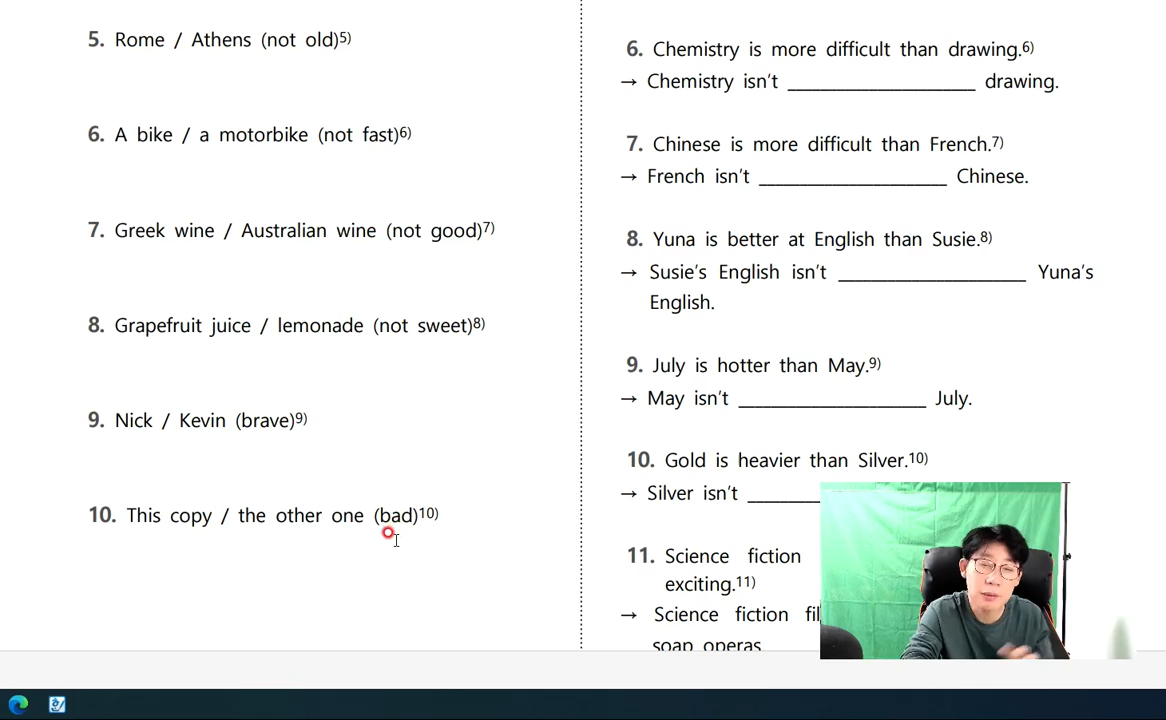 5. Rome / Athens (not old)5)
6. A bike / a motorbike (not fast)6)
7. Greek wine / Australian wine (not good)7)
8. Grapefruit juice / lemonade (not sweet)8)
9. Nick / Kevin (brave)9)
10. This copy / the other one (bad)10)
6. Chemistry is more difficult than drawing.6)
→ Chemistry isn't ____________________ drawing.
7. Chinese is more difficult than French.7)
→ French isn't ____________________ Chinese.
8. Yuna is better at English than Susie.8)
→ Susie's English isn't ____________________ Yuna's
English.
9. July is hotter than May.9)
→ May isn't ____________________ July.
10. Gold is heavier than Silver.10)
→ Silver isn't ________
11. Science fiction
exciting.11)
→ Science fiction fil
soap operas